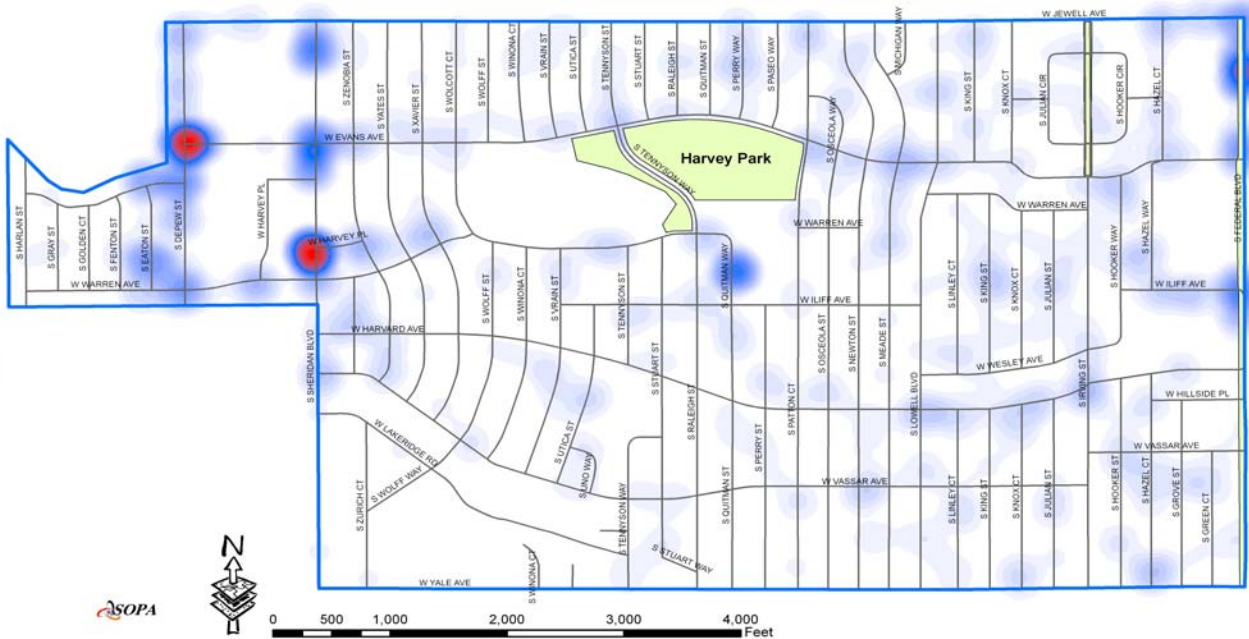 W JEWELL AVE
S ZENOBIA ST
S YATES ST
S XAVIER ST
S WOLCOTT CT
S WOLFF ST
S WINONA CT
S VRAIN ST
S UTICA ST
S TENNYSON ST
S STUART ST
S RALEIGH ST
S QUITMAN ST
S PERRY WAY
S PASEO WAY
S OSCEOLA WAY
S MICHIGAN WAY
S KING ST
S KNOX CT
S JULIAN CIR
S HOOKER CIR
S HAZEL CT
W EVANS AVE
Harvey Park
S TENNYSON WAY
S FEDERAL BLVD
S HARLAN ST
S GRAY ST
S GOLDEN CT
S FENTON ST
S EATON ST
S DEPEW ST
W HARVEY PL
W HARVEY PL
W WARREN AVE
W WARREN AVE
W WARREN AVE
S HOOKER WAY
S HAZEL WAY
S WOLFF ST
S WINONA CT
S VRAIN ST
S TENNYSON ST
S QUITMAN WAY
S LINLEY CT
S KING ST
S KNOX CT
S JULIAN ST
W ILIFF AVE
W ILIFF AVE
W HARVARD AVE
S SHERIDAN BLVD
S STUART ST
S OSCEOLA ST
S NEWTON ST
S MEADE ST
W WESLEY AVE
S IRVING ST
S RALEIGH ST
S PATTON CT
S LOWELL BLVD
W HILLSIDE PL
W LAKERIDGE RD
S UTICA ST
S PERRY ST
W VASSAR AVE
W VASSAR AVE
S ZURICH CT
S WOLFF WAY
S JUNO WAY
S TENNYSON WAY
S QUITMAN ST
S LINLEY CT
S KING ST
S KNOX CT
S JULIAN ST
S HOOKER ST
S HAZEL CT
S GROVE ST
S GREEN CT
S STUART WAY
W YALE AVE
S WINONA CT
N
SOPA
0 500 1,000 2,000 3,000 4,000
Feet